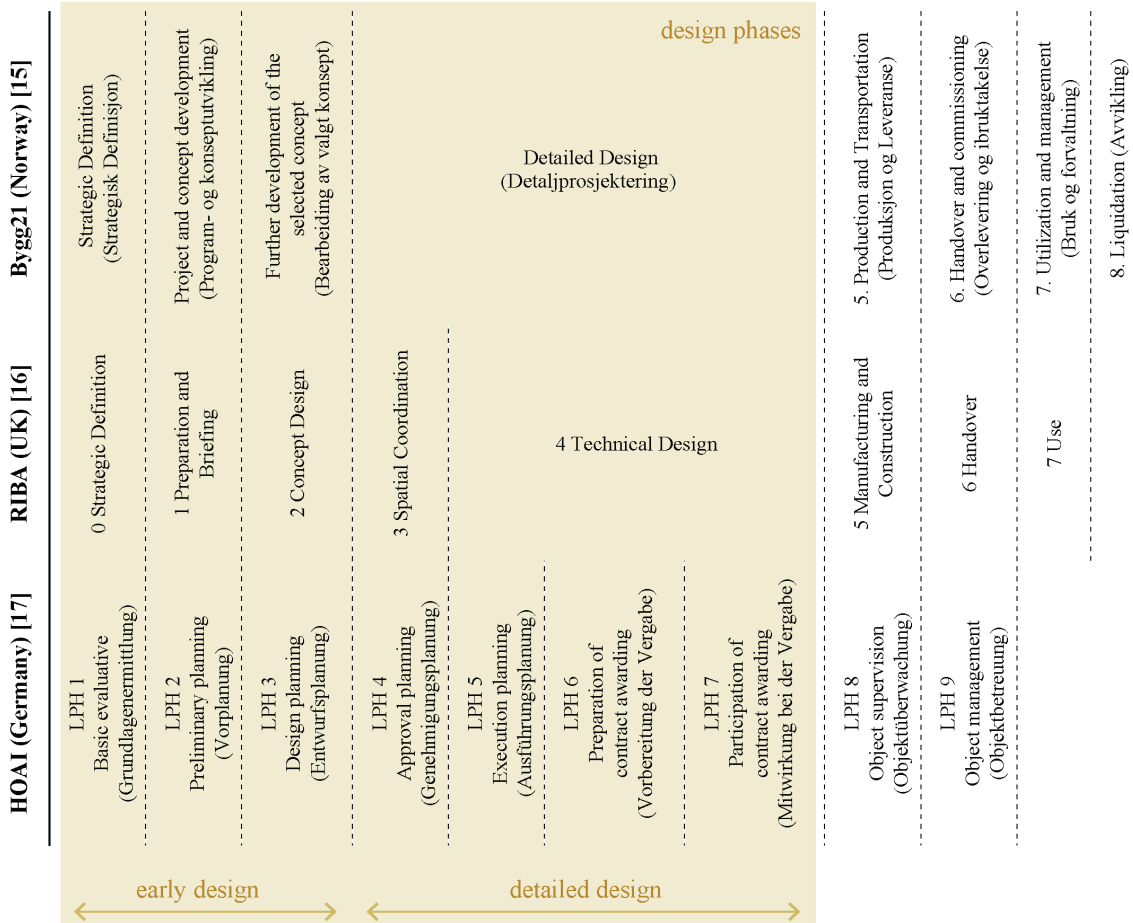 HOAI (Germany) [17]
RIBA (UK) [16]
Bygg21 (Norway) [15]
LPH 1
Basic evaluative
(Grundlagenermittlung)
0 Strategic Definition
Strategic Definition
(Strategisk Definisjon)
LPH 2
Preliminary planning
(Vorplanung)
1 Preparation and
Briefing
Project and concept development
(Program- og konseptutvikling)
LPH 3
Design planning
(Entwurfsplanung)
2 Concept Design
Further development of the
selected concept
(Bearbeiding av valgt konsept)
LPH 4
Approval planning
(Genehmigungsplanung)
3 Spatial Coordination
Detailed Design
(Detaljprosjektering)
LPH 5
Execution planning
(Ausführungsplanung)
4 Technical Design
LPH 6
Preparation of
contract awarding
(Vorbereitung der Vergabe)
LPH 7
Participation of
contract awarding
(Mitwirkung bei der Vergabe)
LPH 8
Object supervision
(Objektüberwachung)
5 Manufacturing and
Construction
5. Production and Transportation
(Produksjon og Leveranse)
LPH 9
Object management
(Objektbetreuung)
6 Handover
6. Handover and commissioning
(Overlevering og ibruktakelse)
7 Use
7. Utilization and management
(Bruk og forvaltning)
8. Liquidation (Avvikling)
design phases
early design
detailed design